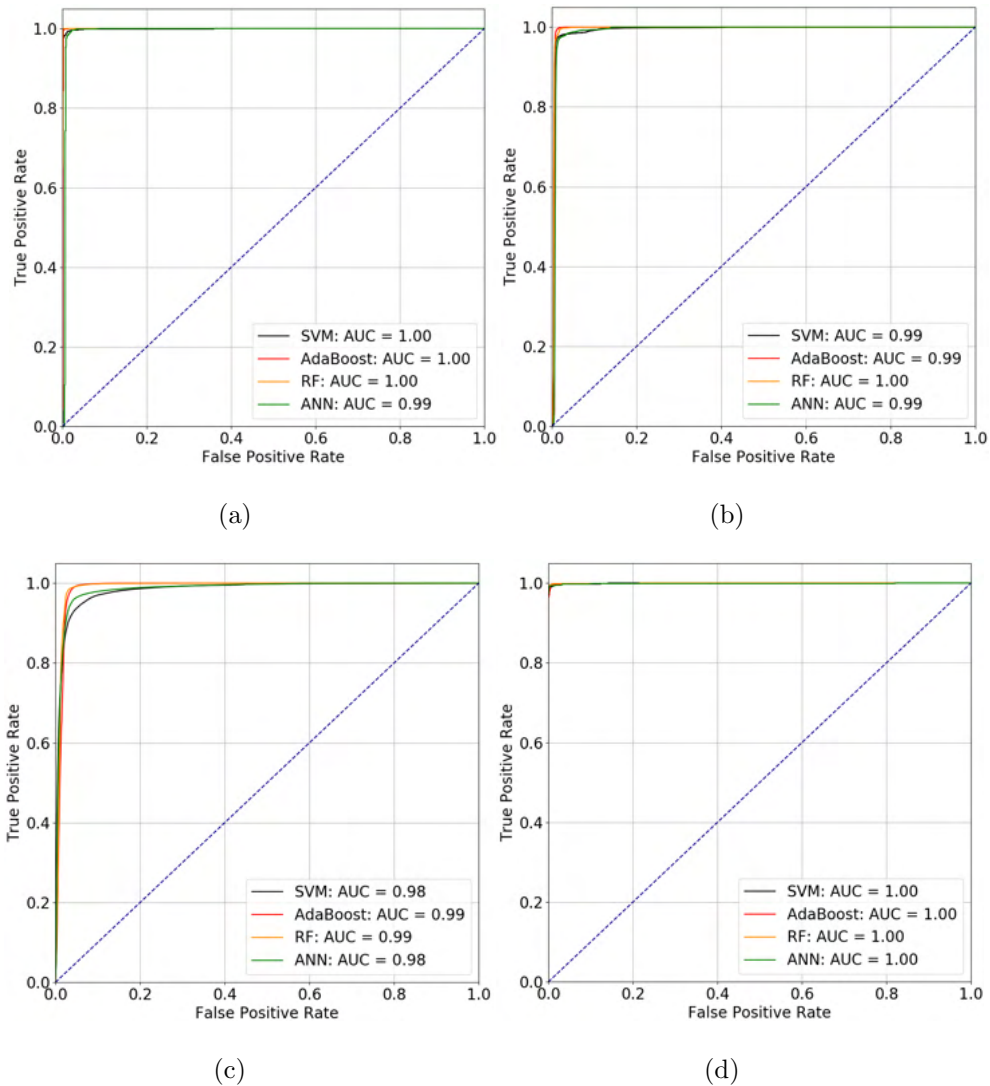 1.0
0.8
0.6
0.4
0.2
0.0
True Positive Rate
SVM: AUC = 1.00
AdaBoost: AUC = 1.00
RF: AUC = 1.00
ANN: AUC = 0.99
0.0 0.2 0.4 0.6 0.8 1.0
False Positive Rate
(a)
1.0
0.8
0.6
0.4
0.2
0.0
True Positive Rate
SVM: AUC = 0.99
AdaBoost: AUC = 0.99
RF: AUC = 1.00
ANN: AUC = 0.99
0.0 0.2 0.4 0.6 0.8 1.0
False Positive Rate
(b)
1.0
0.8
0.6
0.4
0.2
0.0
True Positive Rate
SVM: AUC = 0.98
AdaBoost: AUC = 0.99
RF: AUC = 0.99
ANN: AUC = 0.98
0.0 0.2 0.4 0.6 0.8 1.0
False Positive Rate
(c)
1.0
0.8
0.6
0.4
0.2
0.0
True Positive Rate
SVM: AUC = 1.00
AdaBoost: AUC = 1.00
RF: AUC = 1.00
ANN: AUC = 1.00
0.0 0.2 0.4 0.6 0.8 1.0
False Positive Rate
(d)